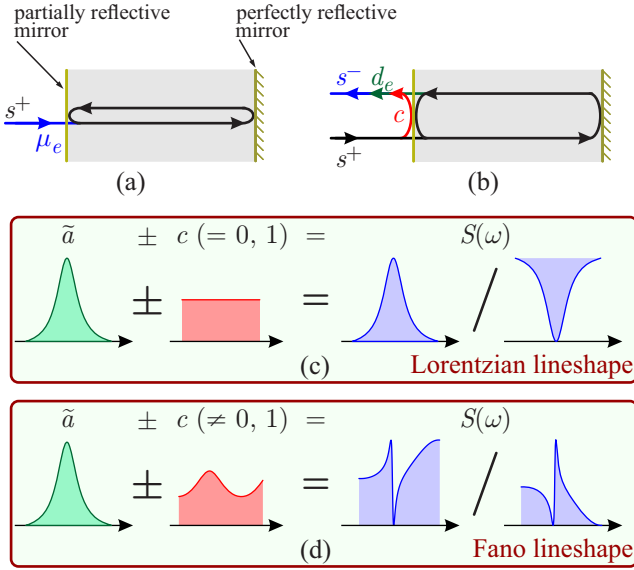 partially reflective
mirror
perfectly reflective
mirror
s⁺
μₑ
(a)
s⁻
dₑ
c
s⁺
(b)
ã ± c (= 0, 1) = S(ω)
± = /
(c)
Lorentzian lineshape
ã ± c (≠ 0, 1) = S(ω)
± = /
(d)
Fano lineshape